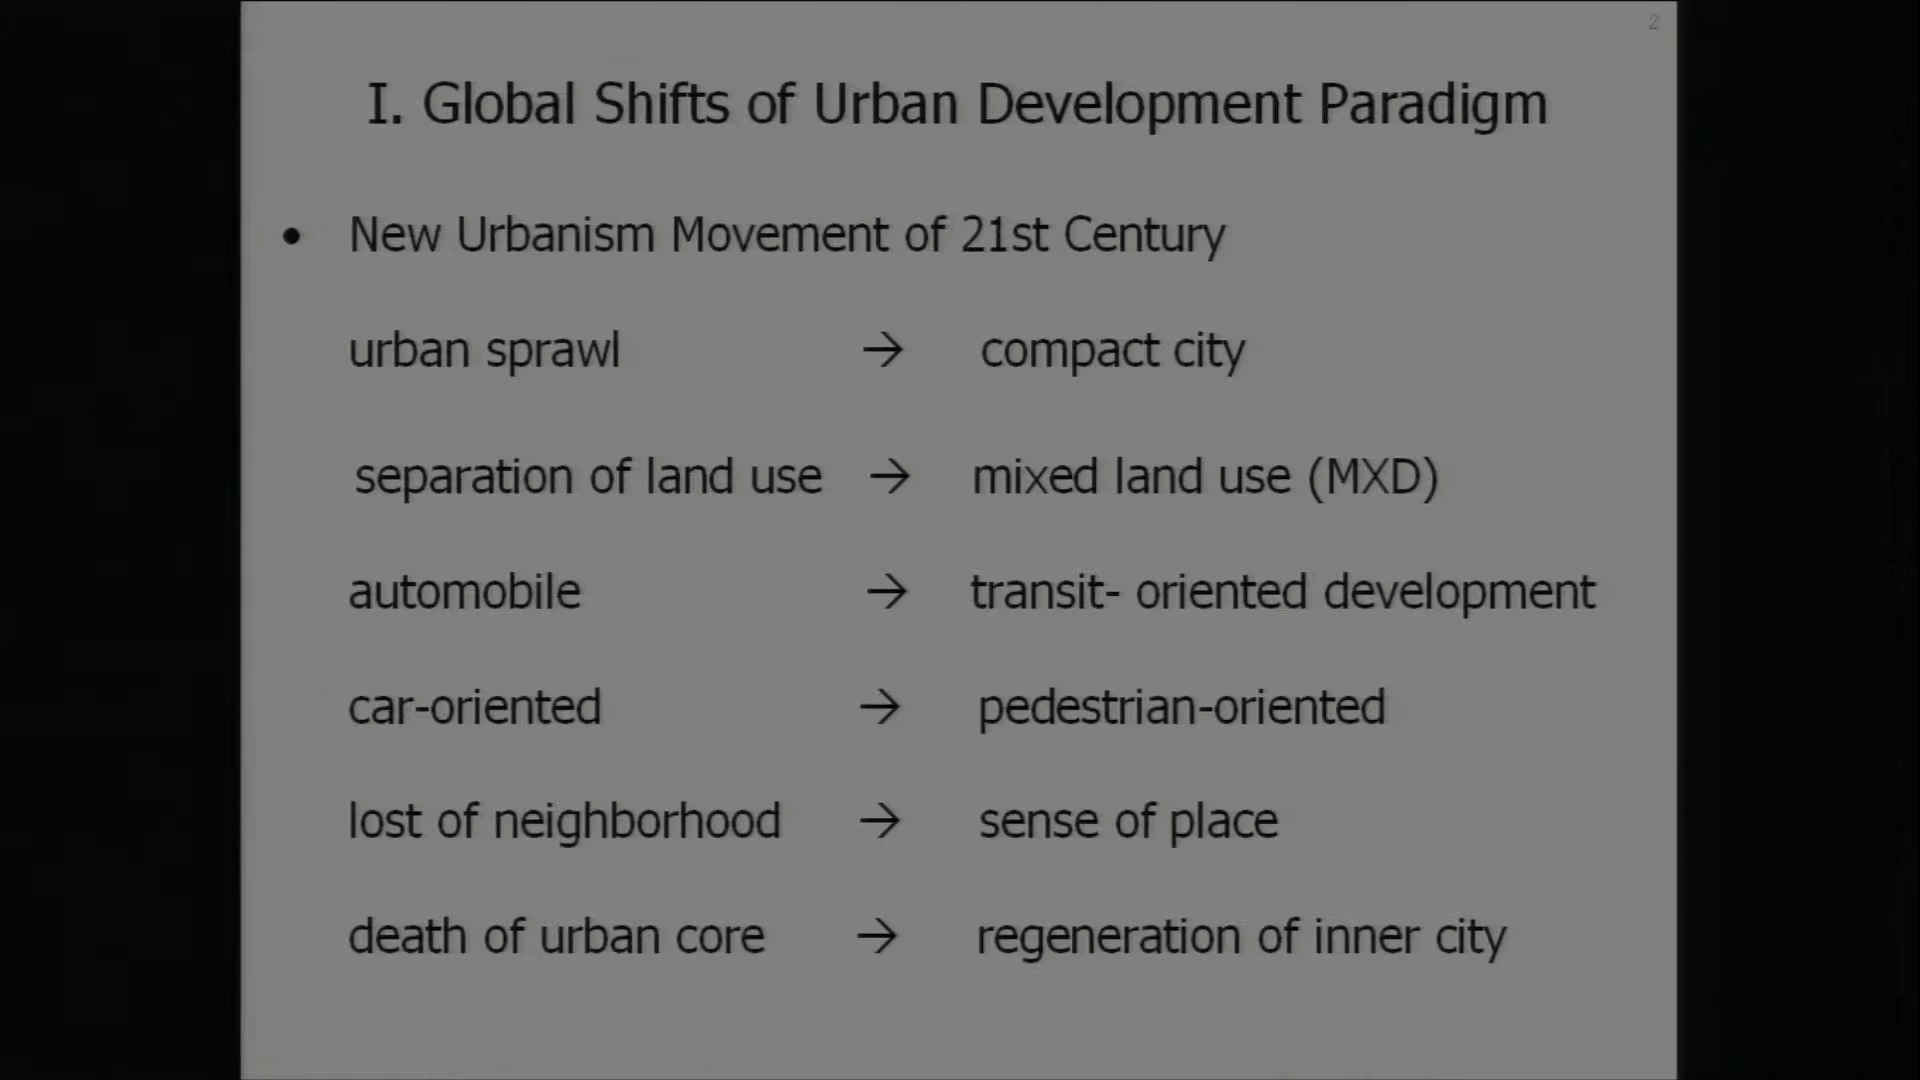 2
I. Global Shifts of Urban Development Paradigm
• New Urbanism Movement of 21st Century
urban sprawl → compact city
separation of land use → mixed land use (MXD)
automobile → transit- oriented development
car-oriented → pedestrian-oriented
lost of neighborhood → sense of place
death of urban core → regeneration of inner city